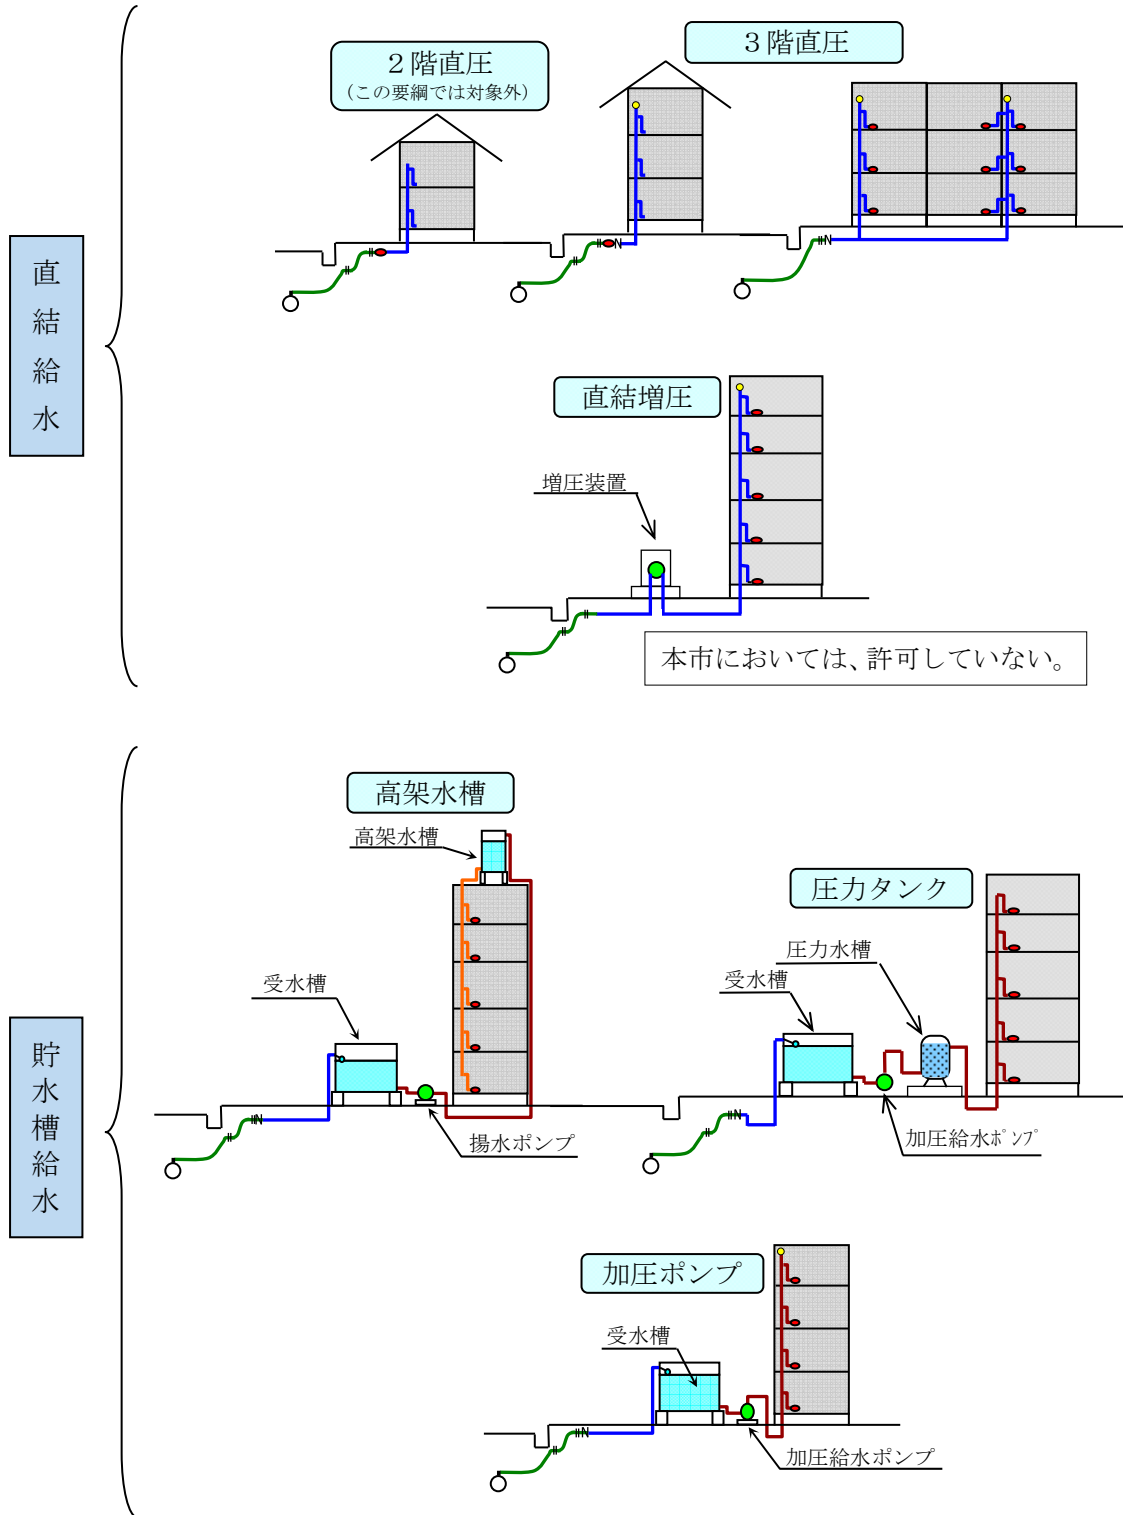 直結給水
２階直圧
（この要綱では対象外）
３階直圧
直結増圧
増圧装置
本市においては、許可していない。
貯水槽給水
高架水槽
高架水槽
受水槽
揚水ポンプ
圧力タンク
圧力水槽
受水槽
加圧給水ﾎﾟﾝﾌﾟ
加圧ポンプ
受水槽
加圧給水ポンプ